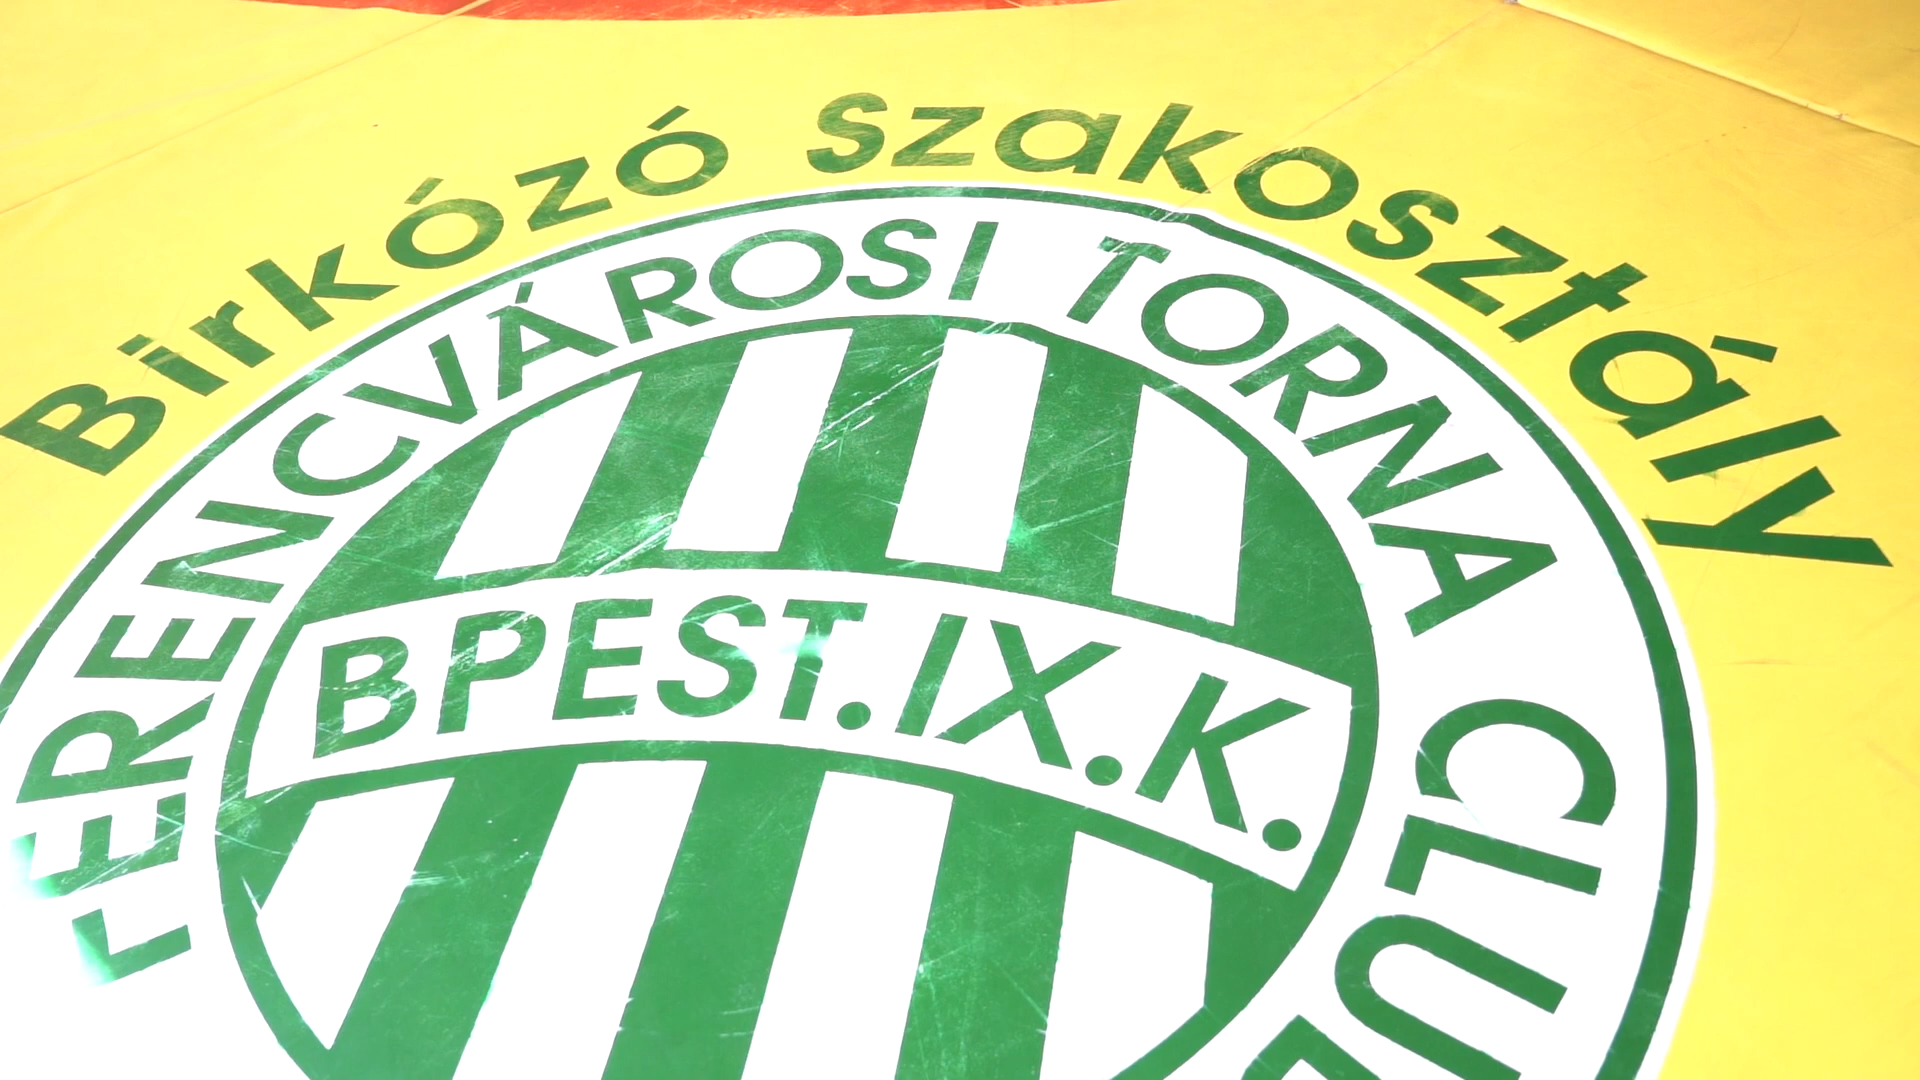 Birkózó Szakosztály
FERENCVÁROSI TORNA CLUB
BPEST.IX.K.